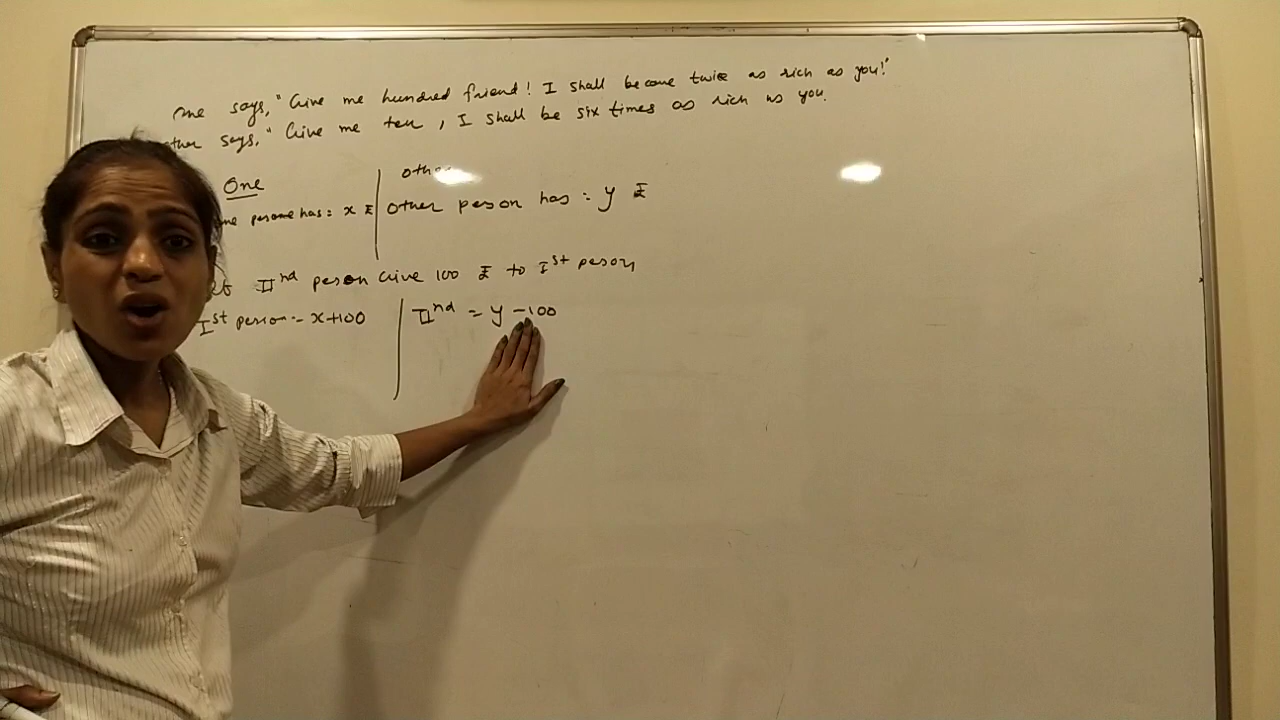 One says, "Give me hundred friend! I shall become twice as rich as you!"
says, "Give me ten, I shall be six times as rich as you.
One
person has = x ₹
other person has = y ₹
IInd person Give 100 ₹ to Ist person
Ist person = x+100
IInd = y -100